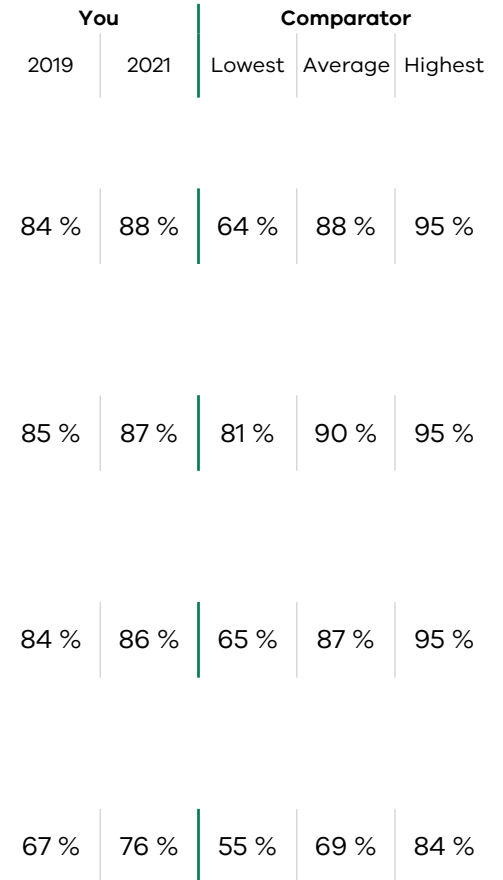 You Comparator
2019 2021 Lowest Average Highest
84 % 88 % 64 % 88 % 95 %
85 % 87 % 81 % 90 % 95 %
84 % 86 % 65 % 87 % 95 %
67 % 76 % 55 % 69 % 84 %